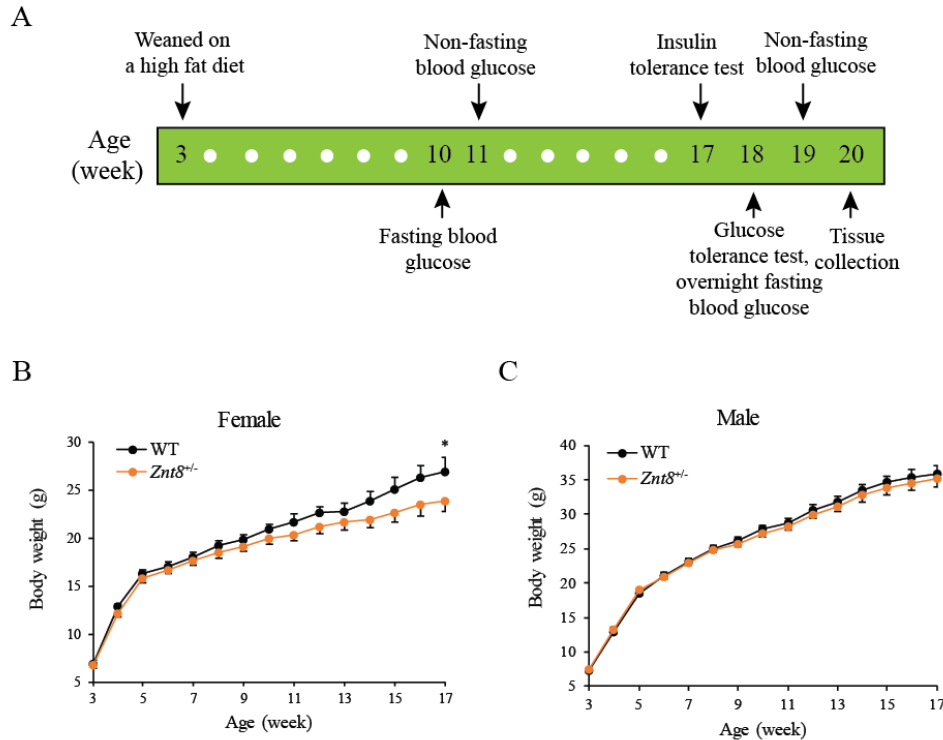 A
Weaned on
a high fat diet
Non-fasting
blood glucose
Insulin
tolerance test
Non-fasting
blood glucose
Age
(week)
3 10 11 17 18 19 20
Fasting blood
glucose
Glucose
tolerance test,
overnight fasting
blood glucose
Tissue
collection
B
Female
WT
Znt8+/-
*
30
25
20
15
10
5
Body weight (g)
3 5 7 9 11 13 15 17
Age (week)
C
Male
WT
Znt8+/-
40
35
30
25
20
15
10
5
Body weight (g)
3 5 7 9 11 13 15 17
Age (week)